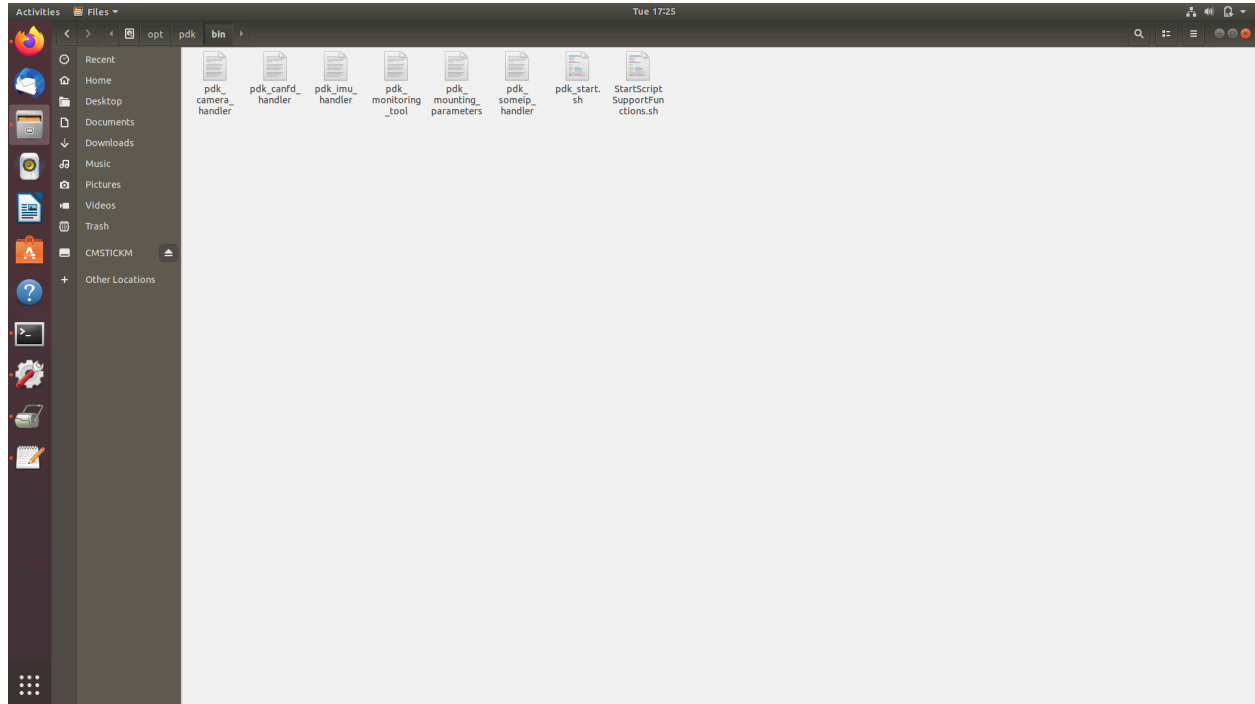 Activities Files Tue 17:25
opt pdk bin
Recent
Home
Desktop
Documents
Downloads
Music
Pictures
Videos
Trash
CMSTICKM
Other Locations
pdk_
camera_
handler
pdk_canfd_
handler
pdk_imu_
handler
pdk_
monitoring
_tool
pdk_
mounting_
parameters
pdk_
someip_
handler
pdk_start.
sh
StartScript
SupportFun
ctions.sh